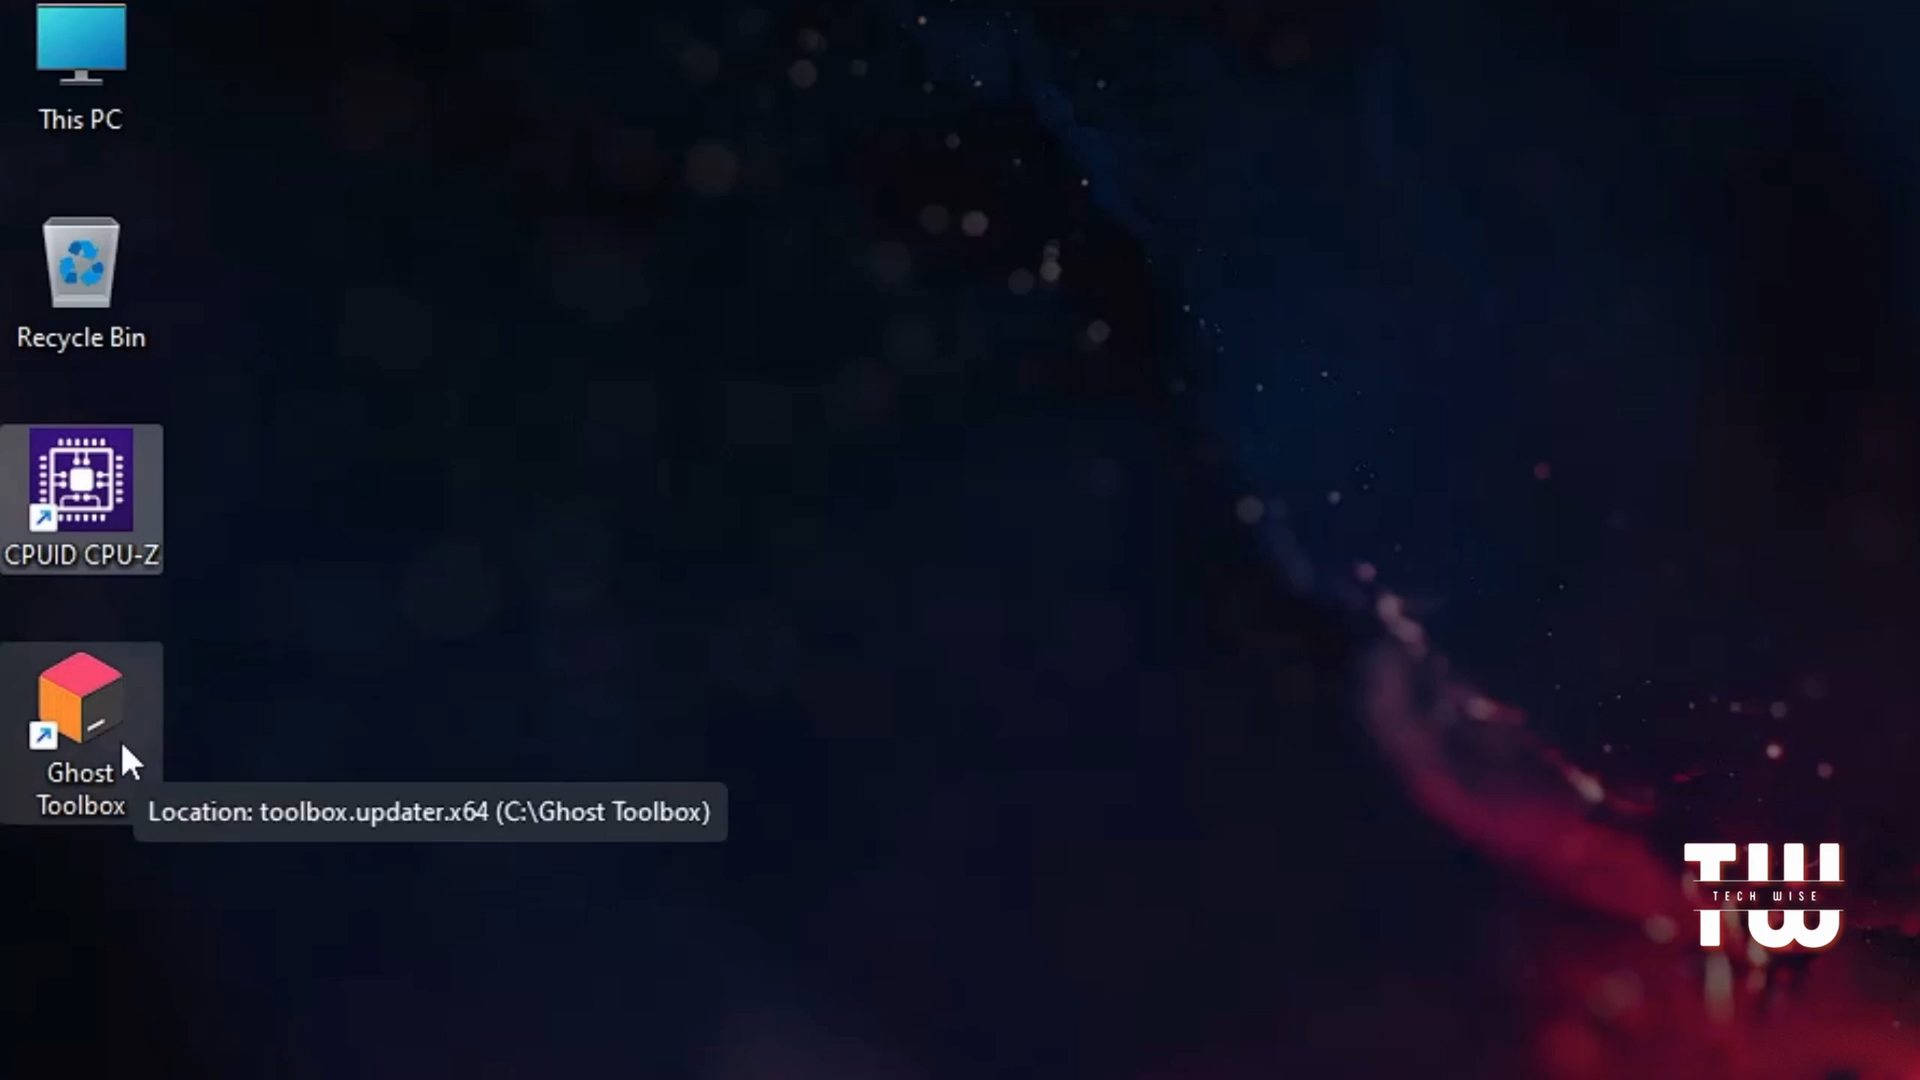 This PC
Recycle Bin
CPUID CPU-Z
Ghost
Toolbox
Location: toolbox.updater.x64 (C:\Ghost Toolbox)
TW
TECH WISE